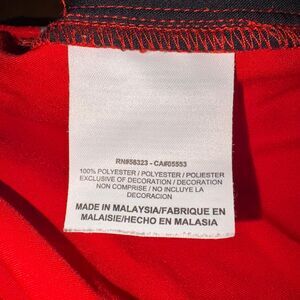 RN#56323 - CA#05553
100% POLYESTER / POLYESTER / POLIESTER
EXCLUSIVE OF DECORATION / DECORATION
NON COMPRISE / NO INCLUYE LA
DECORACION
MADE IN MALAYSIA/FABRIQUE EN
MALAISIE/HECHO EN MALASIA